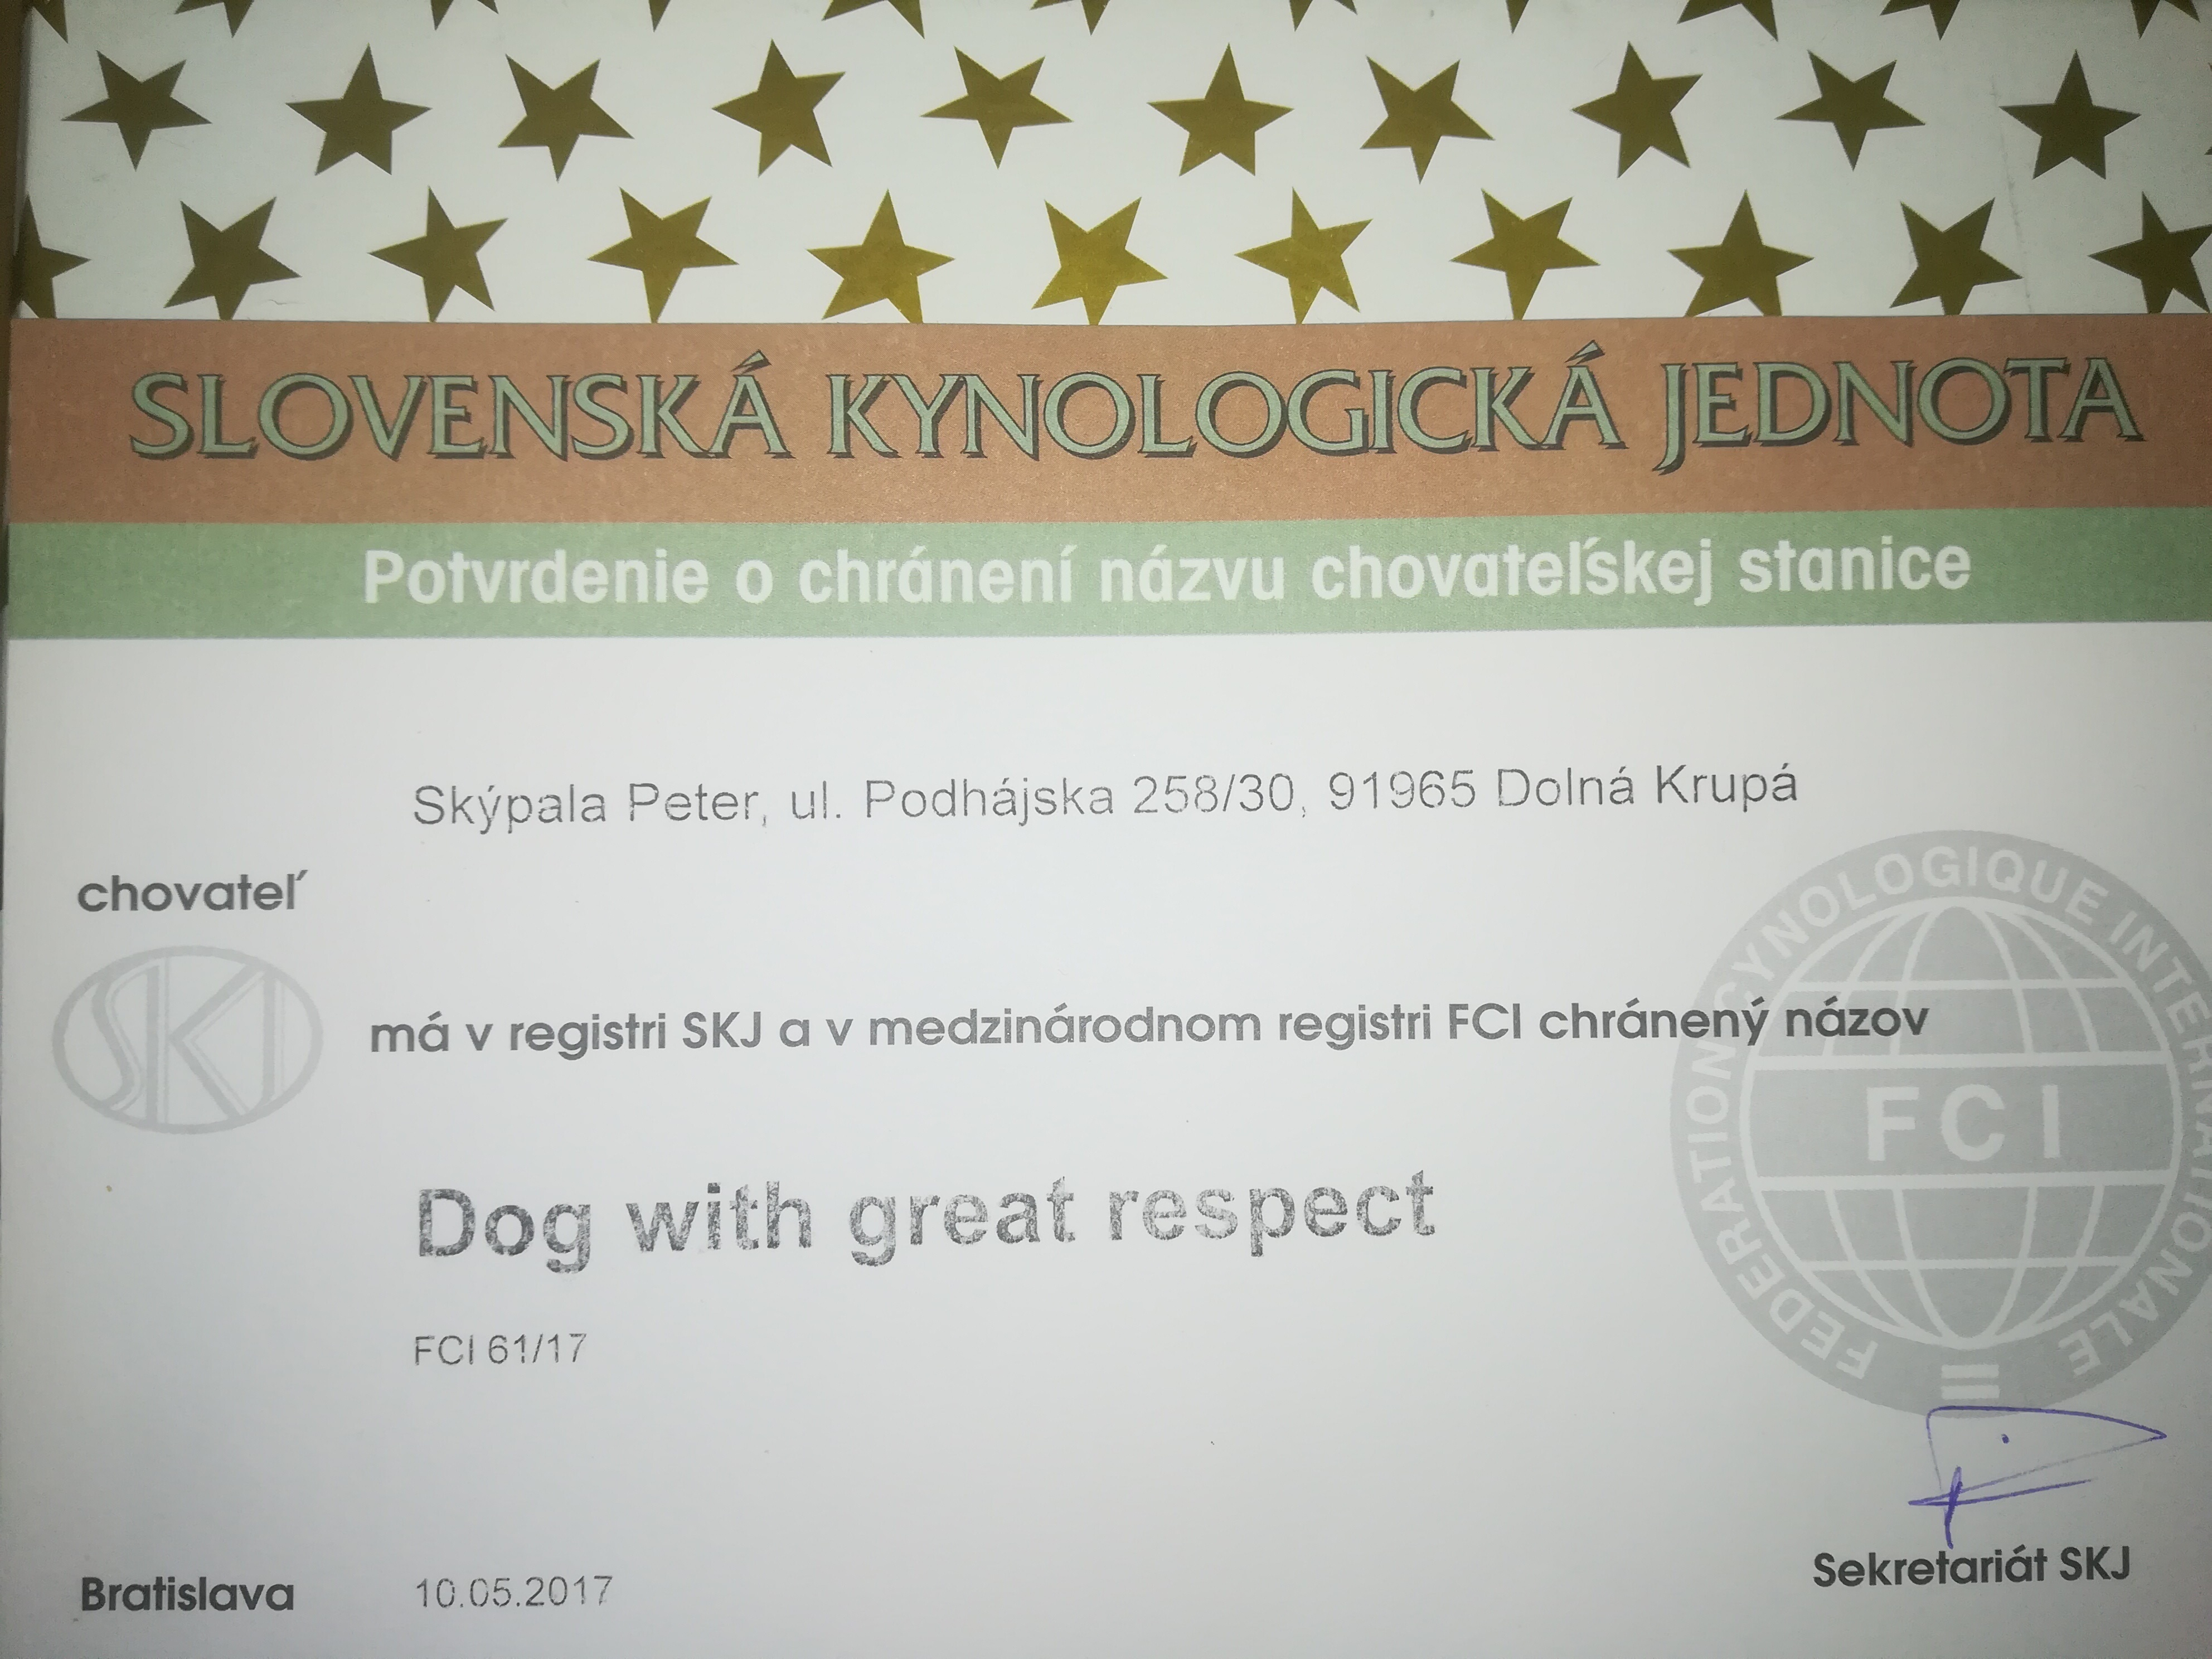 SLOVENSKÁ KYNOLOGICKÁ JEDNOTA
Potvrdenie o chránení názvu chovateľskej stanice
Skýpala Peter, ul. Podhájska 258/30, 91965 Dolná Krupá
chovateľ
SKJ
má v registri SKJ a v medzinárodnom registri FCI chránený názov
FEDERATION CYNOLOGIQUE INTERNATIONALE
FCI
Dog with great respect
FCI 61/17
Sekretariát SKJ
Bratislava 10.05.2017